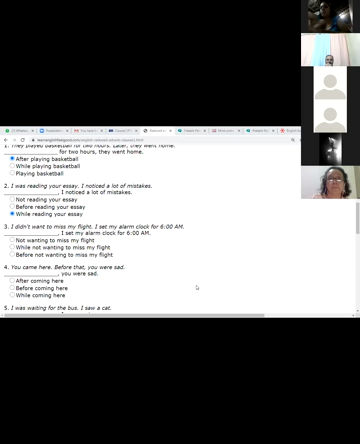 1. They played basketball for two hours. Later, they went home.
_________________ for two hours, they went home.
After playing basketball
While playing basketball
Playing basketball
2. I was reading your essay. I noticed a lot of mistakes.
_________________, I noticed a lot of mistakes.
Not reading your essay
Before reading your essay
While reading your essay
3. I didn't want to miss my flight. I set my alarm clock for 6:00 AM.
_________________, I set my alarm clock for 6:00 AM.
Not wanting to miss my flight
While not wanting to miss my flight
Before not wanting to miss my flight
4. You came here. Before that, you were sad.
_________________, you were sad.
After coming here
Before coming here
While coming here
5. I was waiting for the bus. I saw a cat.